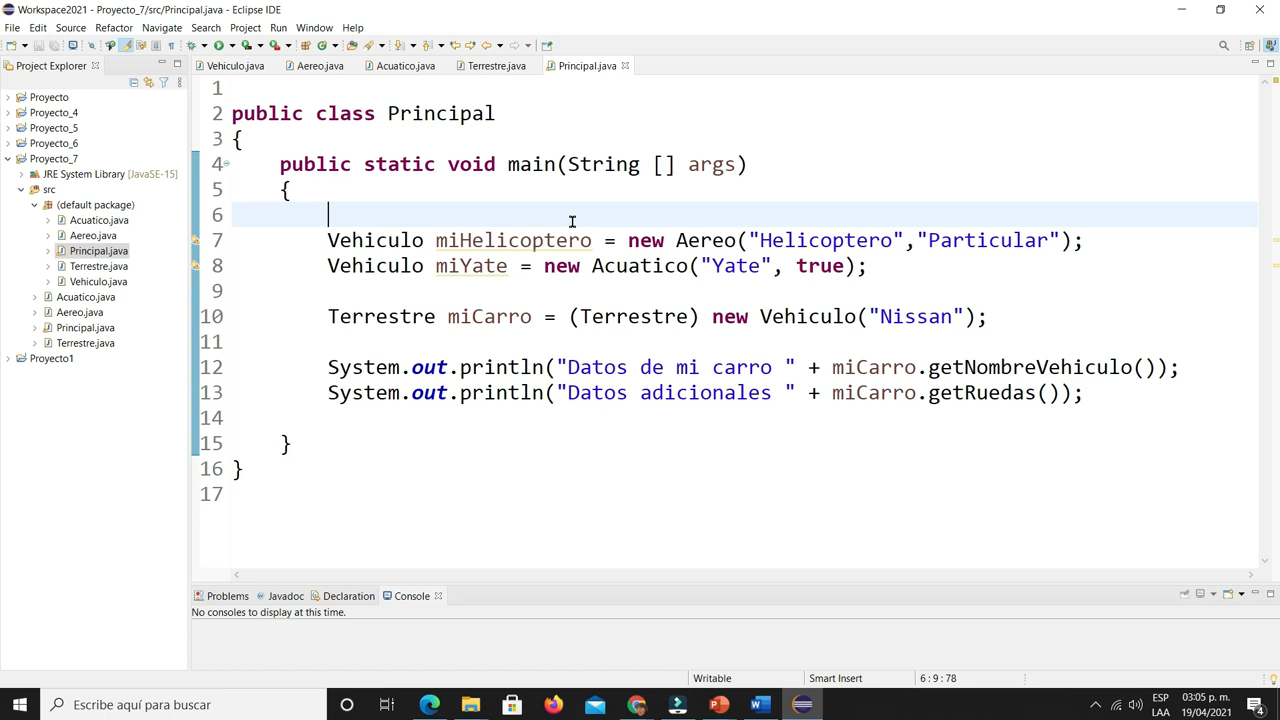 Workspace2021 - Proyecto_7/src/Principal.java - Eclipse IDE
File Edit Source Refactor Navigate Search Project Run Window Help
Project Explorer
Vehiculo.java Aereo.java Acuatico.java Terrestre.java Principal.java
Proyecto
Proyecto_4
Proyecto_5
Proyecto_6
Proyecto_7
JRE System Library [JavaSE-15]
src
(default package)
Acuatico.java
Aereo.java
Principal.java
Terrestre.java
Vehiculo.java
Acuatico.java
Aereo.java
Principal.java
Terrestre.java
Proyecto1
1
2 public class Principal
3 {
4 public static void main(String [] args)
5 {
6
7 Vehiculo miHelicoptero = new Aereo("Helicoptero","Particular");
8 Vehiculo miYate = new Acuatico("Yate", true);
9
10 Terrestre miCarro = (Terrestre) new Vehiculo("Nissan");
11
12 System.out.println("Datos de mi carro " + miCarro.getNombreVehiculo());
13 System.out.println("Datos adicionales " + miCarro.getRuedas());
14
15 }
16 }
17
Problems Javadoc Declaration Console
No consoles to display at this time.
Writable Smart Insert 6 : 9 : 78
Escribe aquí para buscar
ESP
LAA
03:05 p. m.
19/04/2021
4